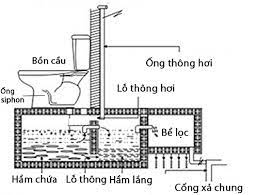 Bồn cầu
Ống thông hơi
Ống
siphon
Lỗ thông hơi
Bể lọc
Hầm chứa
Lỗ thông
Hầm lắng
Cống xả chung